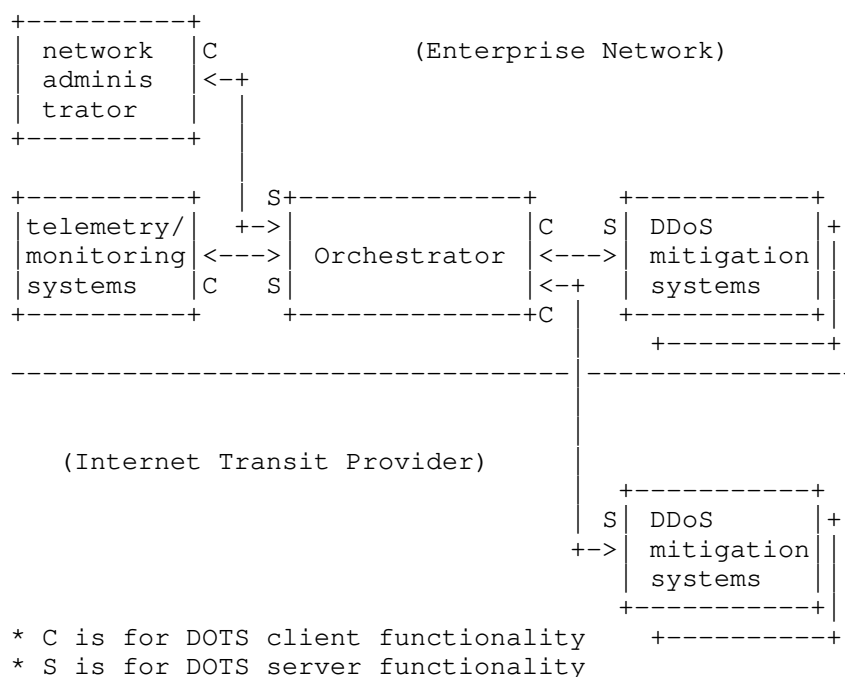 +----------+
| network  |C            (Enterprise Network)
| adminis  |<-+
| trator   |  |
+----------+  |
              |
+----------+  | S+--------------+     +-----------+
|telemetry/|  +->|              |C   S| DDoS      |+
|monitoring|<--->| Orchestrator |<--->| mitigation||
|systems   |C   S|              |<-+  | systems   ||
+----------+     +--------------+C |  +-----------+|
                                   |    +----------+
-----------------------------------|-----------------
                                   |
                                   |
   (Internet Transit Provider)     |
                                   |  +-----------+
                                   | S| DDoS      |+
                                   +->| mitigation||
                                      | systems   ||
                                      +-----------+|
* C is for DOTS client functionality    +----------+
* S is for DOTS server functionality